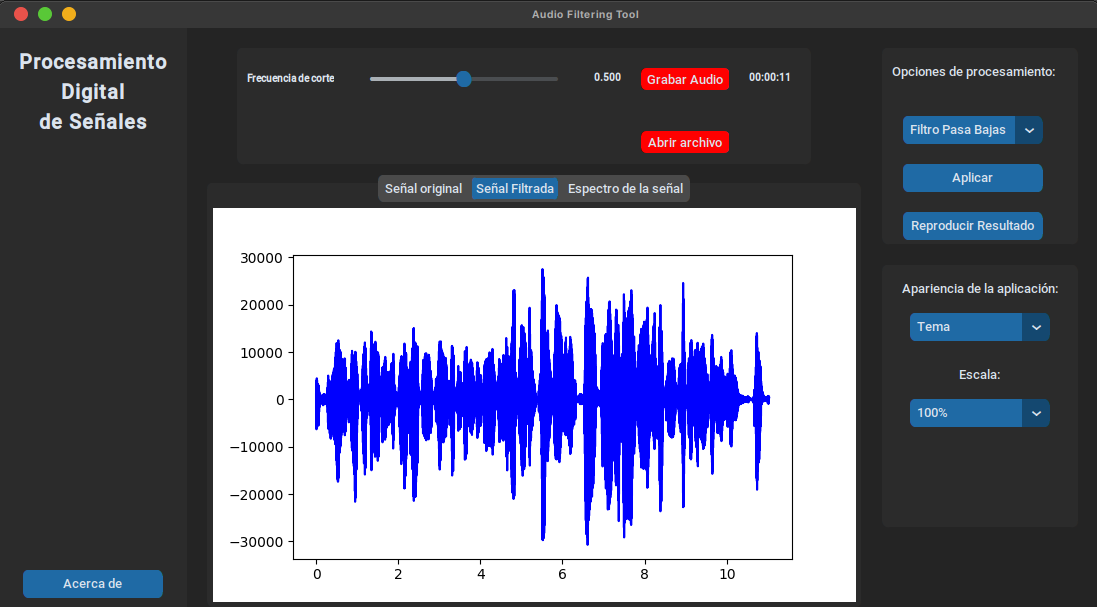 Audio Filtering Tool
Procesamiento
Digital
de Señales
Frecuencia de corte
0.500
Grabar Audio
00:00:11
Abrir archivo
Opciones de procesamiento:
Filtro Pasa Bajas
Aplicar
Reproducir Resultado
Señal original
Señal Filtrada
Espectro de la señal
30000
20000
10000
0
−10000
−20000
−30000
0
2
4
6
8
10
Apariencia de la aplicación:
Tema
Escala:
100%
Acerca de